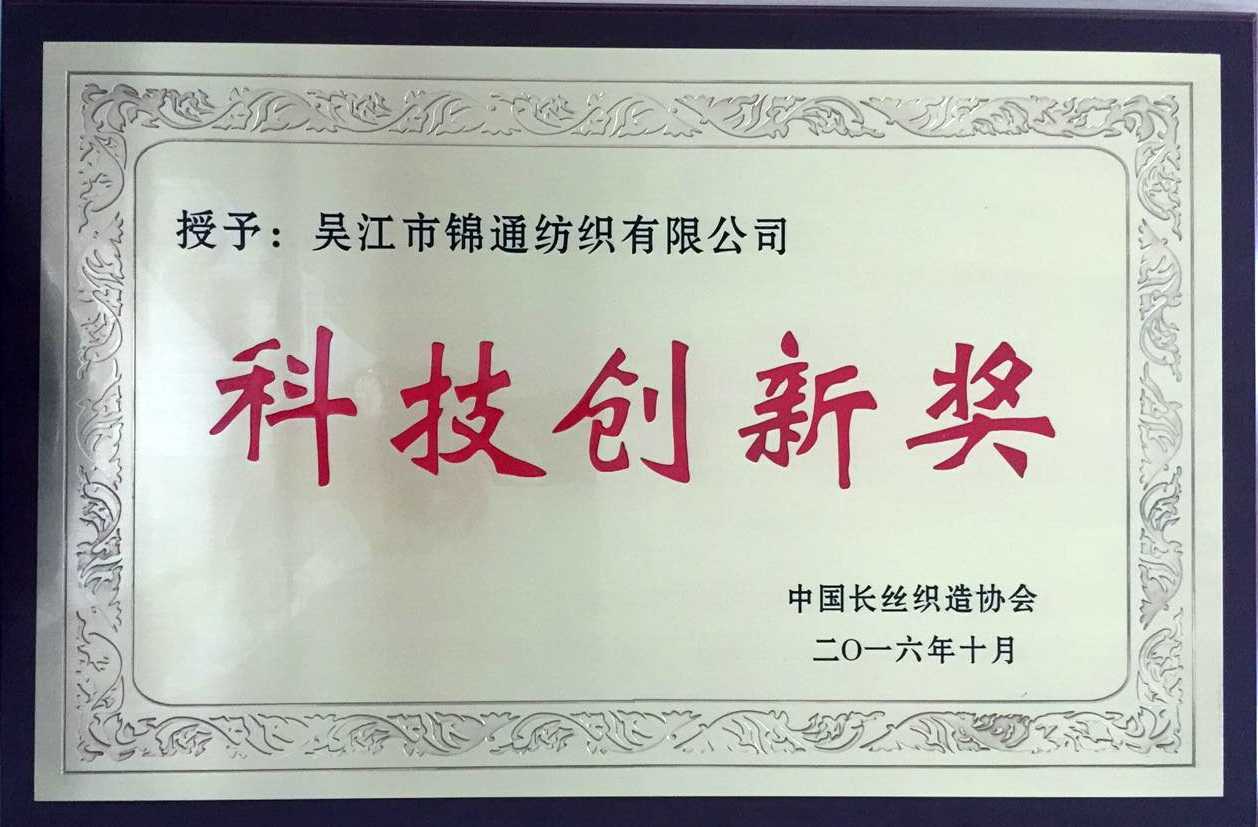 授予：吴江市锦通纺织有限公司
科技创新奖
中国长丝织造协会
二〇一六年十月